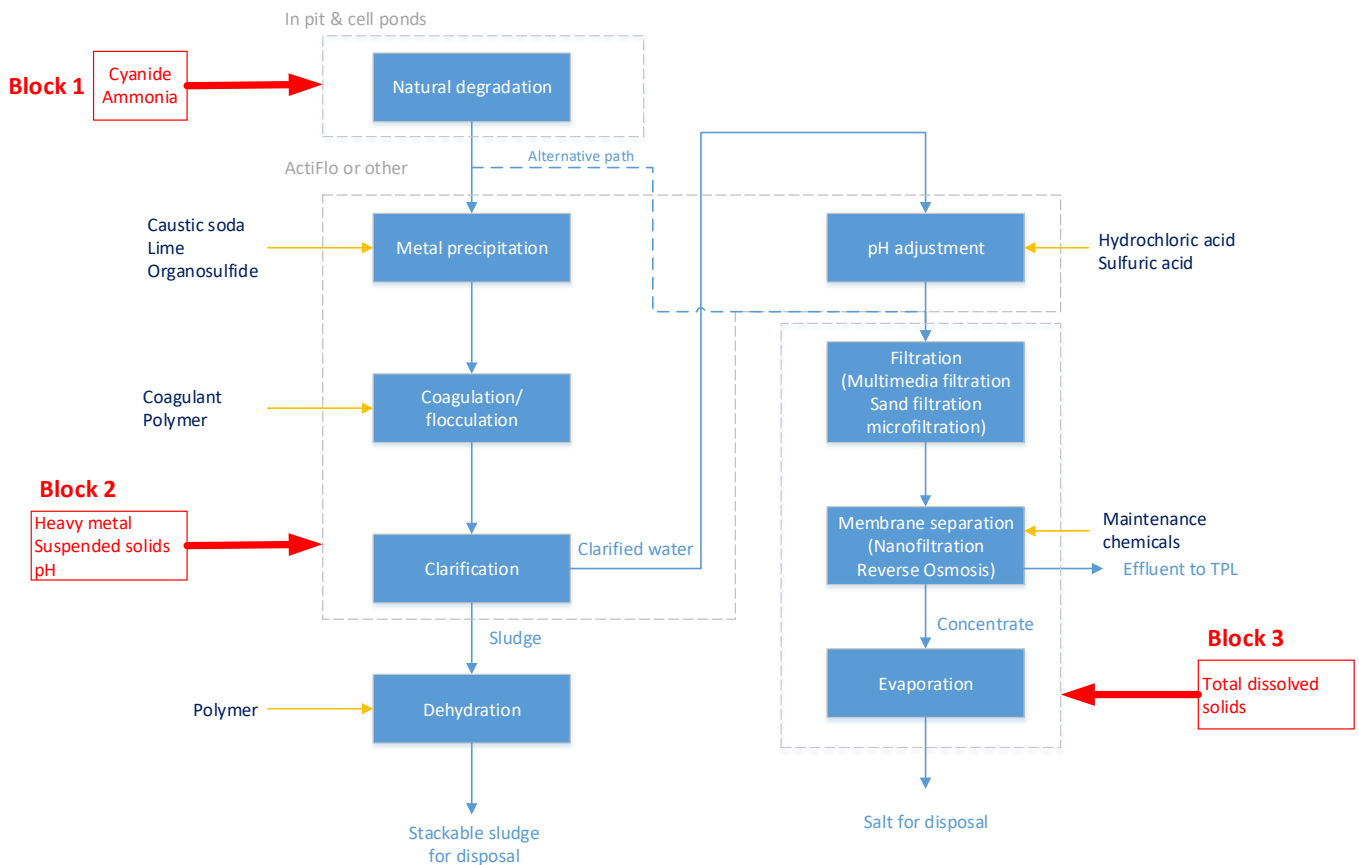 In pit & cell ponds
Block 1
Cyanide
Ammonia
Natural degradation
Alternative path
ActiFlo or other
Caustic soda
Lime
Organosulfide
Metal precipitation
pH adjustment
Hydrochloric acid
Sulfuric acid
Filtration
(Multimedia filtration
Sand filtration
microfiltration)
Coagulant
Polymer
Coagulation/
flocculation
Block 2
Heavy metal
Suspended solids
pH
Clarification
Clarified water
Membrane separation
(Nanofiltration
Reverse Osmosis)
Maintenance
chemicals
Effluent to TPL
Sludge
Concentrate
Block 3
Total dissolved
solids
Polymer
Dehydration
Evaporation
Stackable sludge
for disposal
Salt for disposal